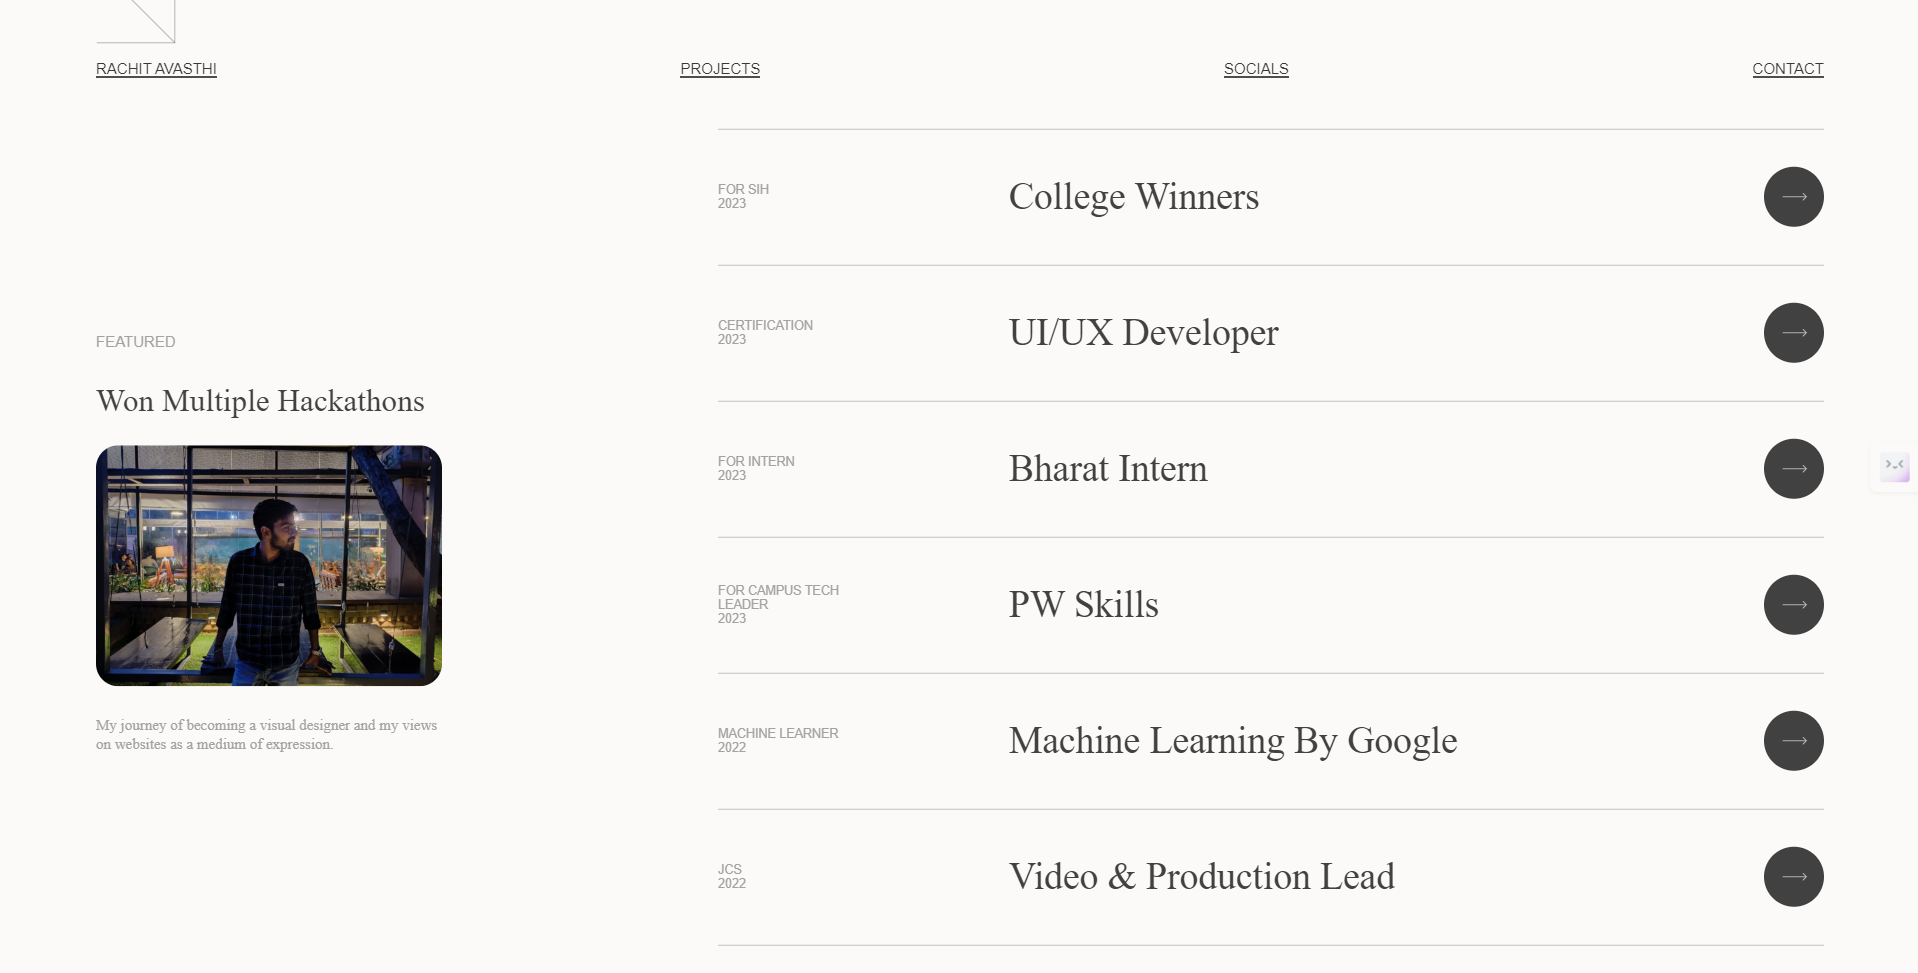 RACHIT AVASTHI
PROJECTS
SOCIALS
CONTACT
FEATURED
Won Multiple Hackathons
My journey of becoming a visual designer and my views
on websites as a medium of expression.
FOR SIH
2023
College Winners
CERTIFICATION
2023
UI/UX Developer
FOR INTERN
2023
Bharat Intern
FOR CAMPUS TECH
LEADER
2023
PW Skills
MACHINE LEARNER
2022
Machine Learning By Google
JCS
2022
Video & Production Lead